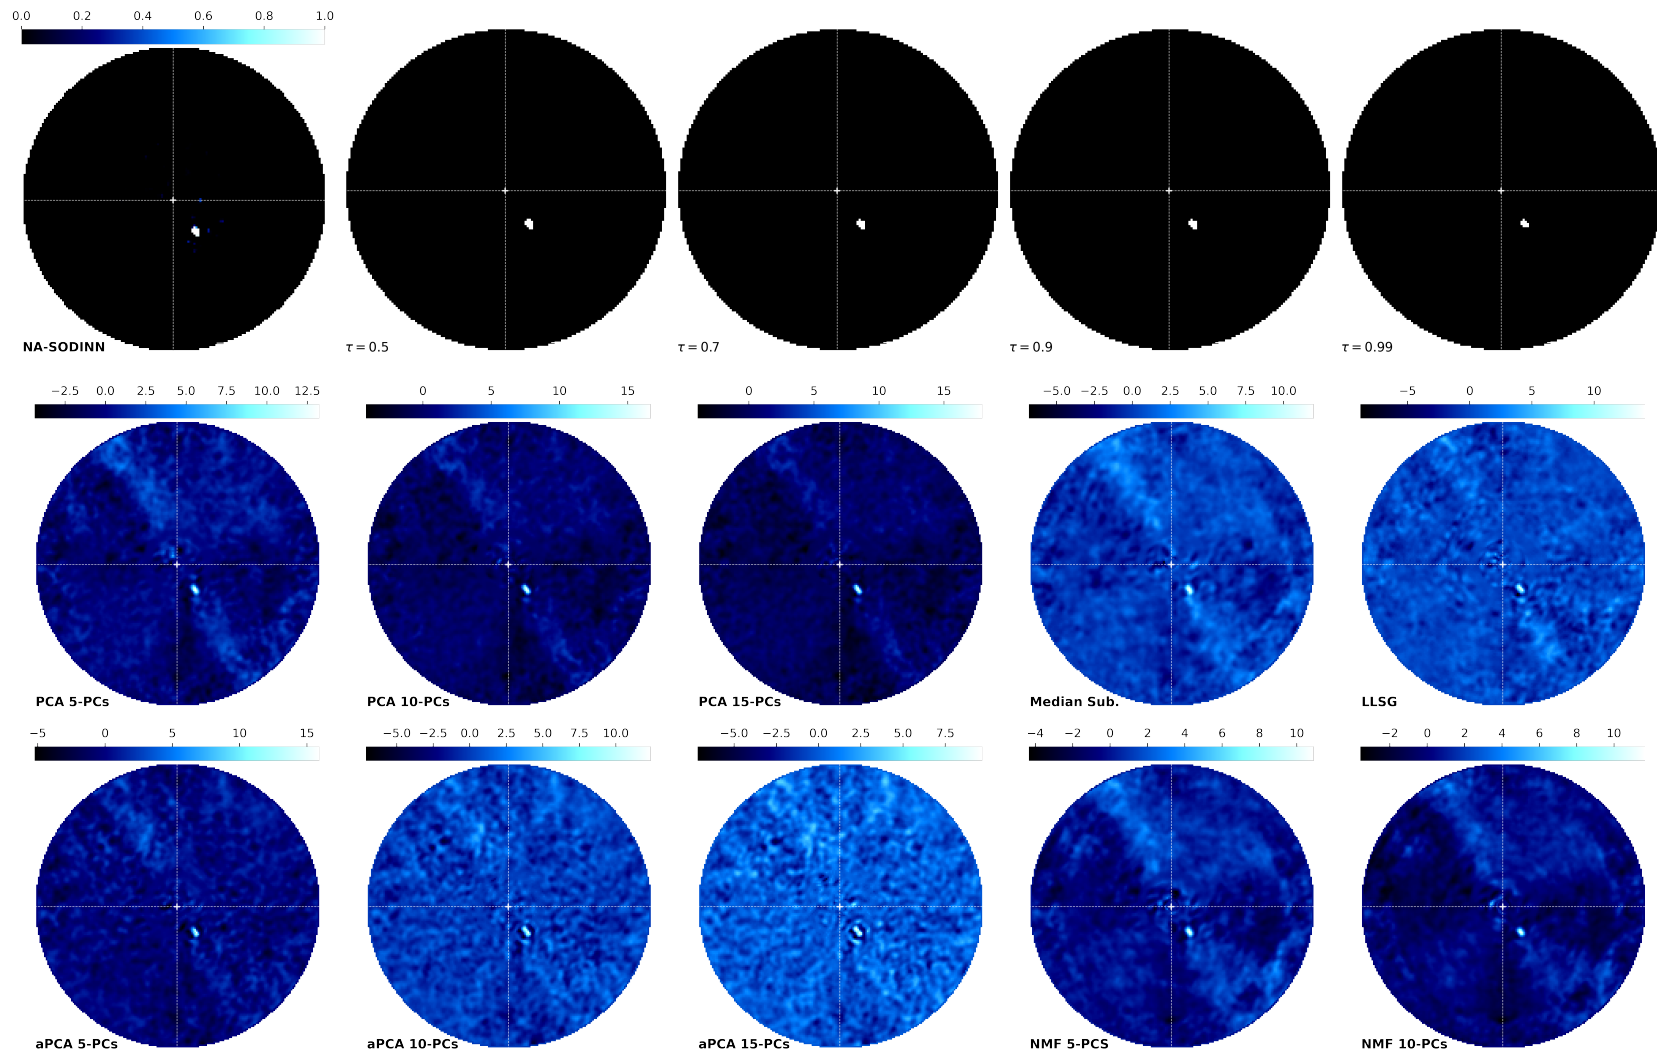 0.0 0.2 0.4 0.6 0.8 1.0
NA-SODINN τ = 0.5 τ = 0.7 τ = 0.9 τ = 0.99
−2.5 0.0 2.5 5.0 7.5 10.0 12.5 0 5 10 15 0 5 10 15 −5.0 −2.5 0.0 2.5 5.0 7.5 10.0 −5 0 5 10
PCA 5-PCs PCA 10-PCs PCA 15-PCs Median Sub. LLSG
−5 0 5 10 15 −5.0 −2.5 0.0 2.5 5.0 7.5 10.0 −5.0 −2.5 0.0 2.5 5.0 7.5 −4 −2 0 2 4 6 8 10 −2 0 2 4 6 8 10
aPCA 5-PCs aPCA 10-PCs aPCA 15-PCs NMF 5-PCS NMF 10-PCs